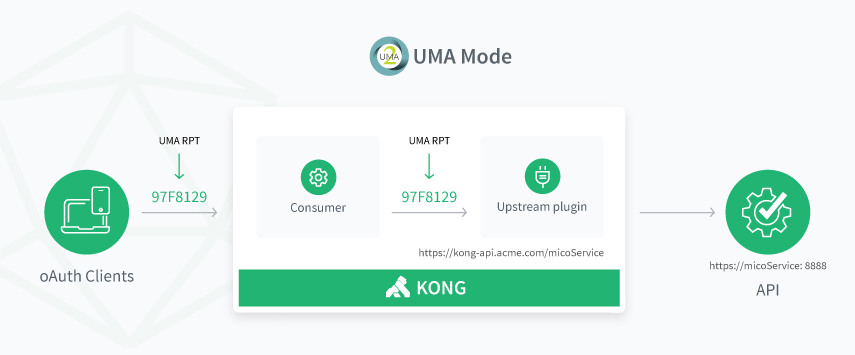 UMA
2
UMA Mode
UMA RPT
97F8129
oAuth Clients
Consumer
UMA RPT
97F8129
Upstream plugin
https://kong-api.acme.com/micoService
KONG
https://micoService: 8888
API